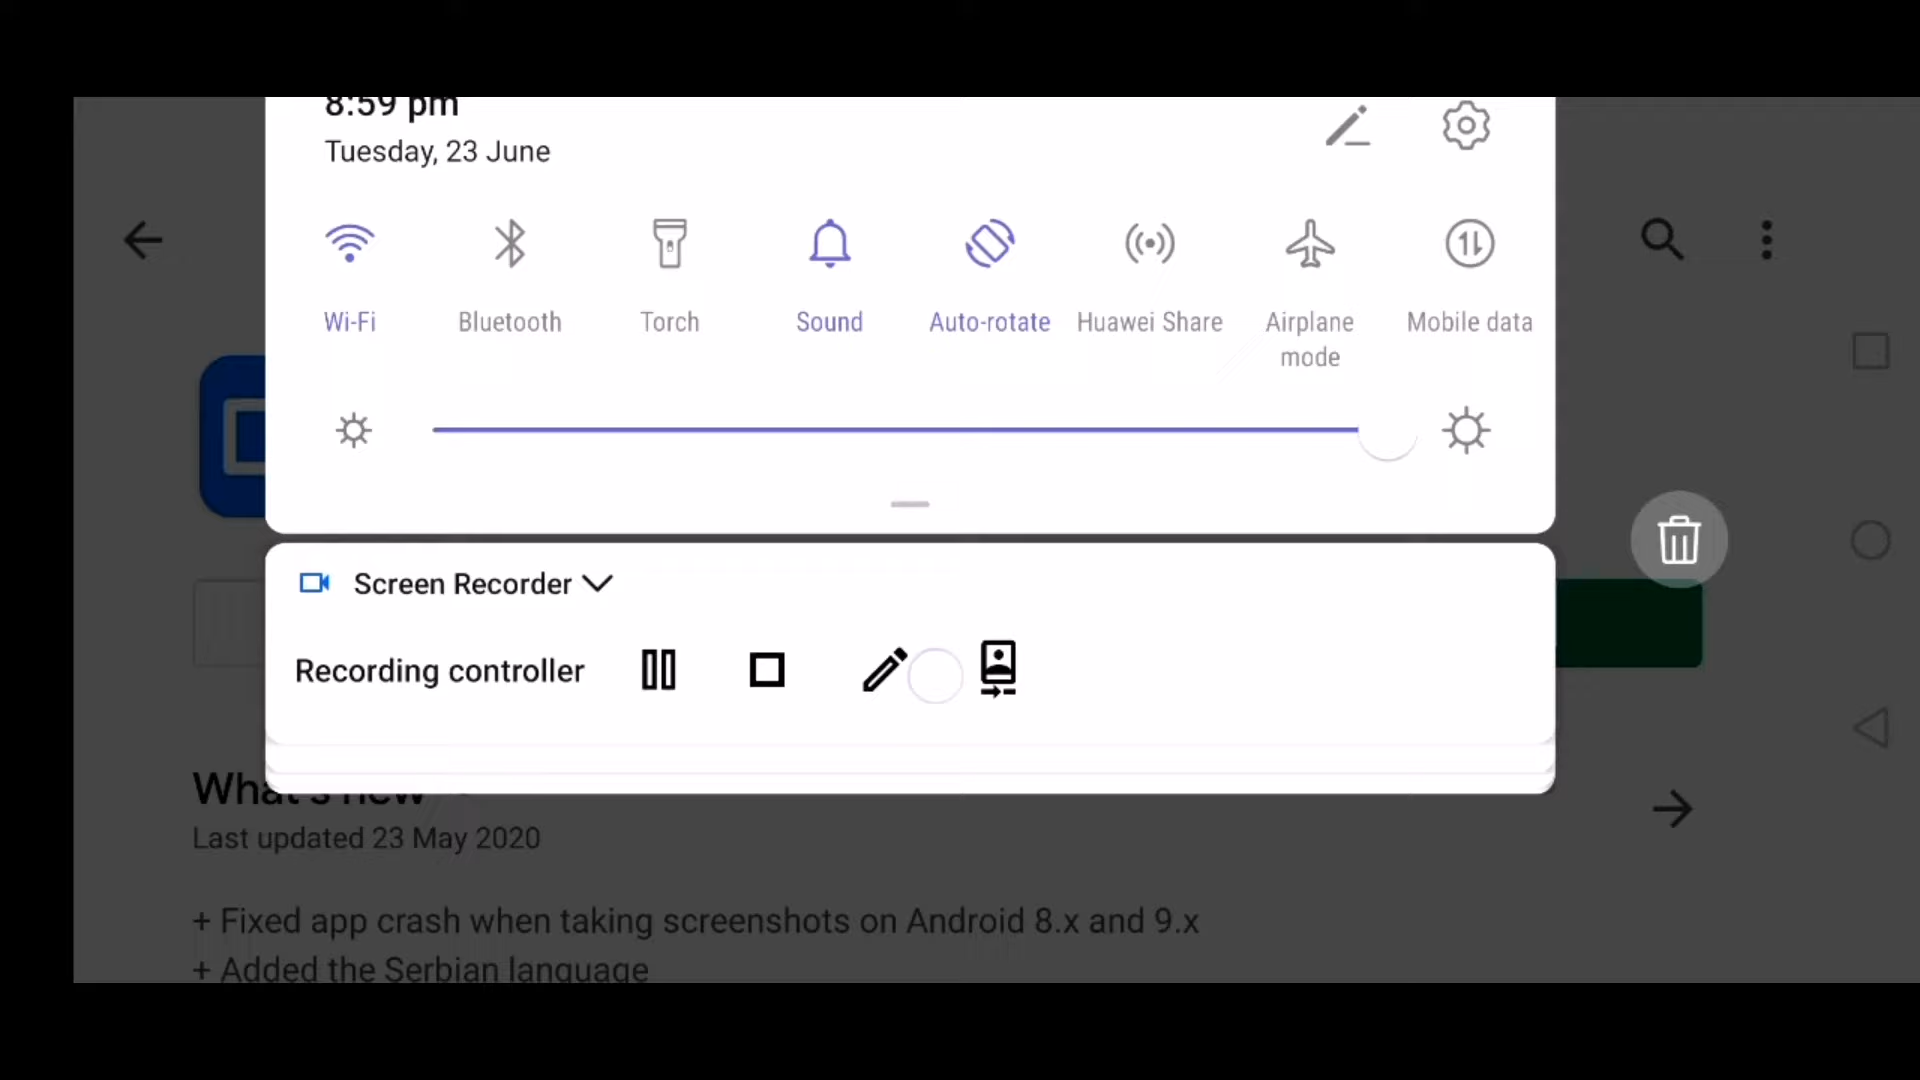 8:59 pm
Tuesday, 23 June
Wi-Fi
Bluetooth
Torch
Sound
Auto-rotate
Huawei Share
Airplane
mode
Mobile data
Screen Recorder
Recording controller
What's new
Last updated 23 May 2020
+ Fixed app crash when taking screenshots on Android 8.x and 9.x
+ Added the Serbian language